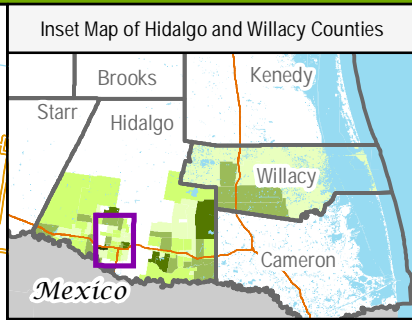 Inset Map of Hidalgo and Willacy Counties
Brooks
Kenedy
Starr
Hidalgo
Willacy
Cameron
Mexico